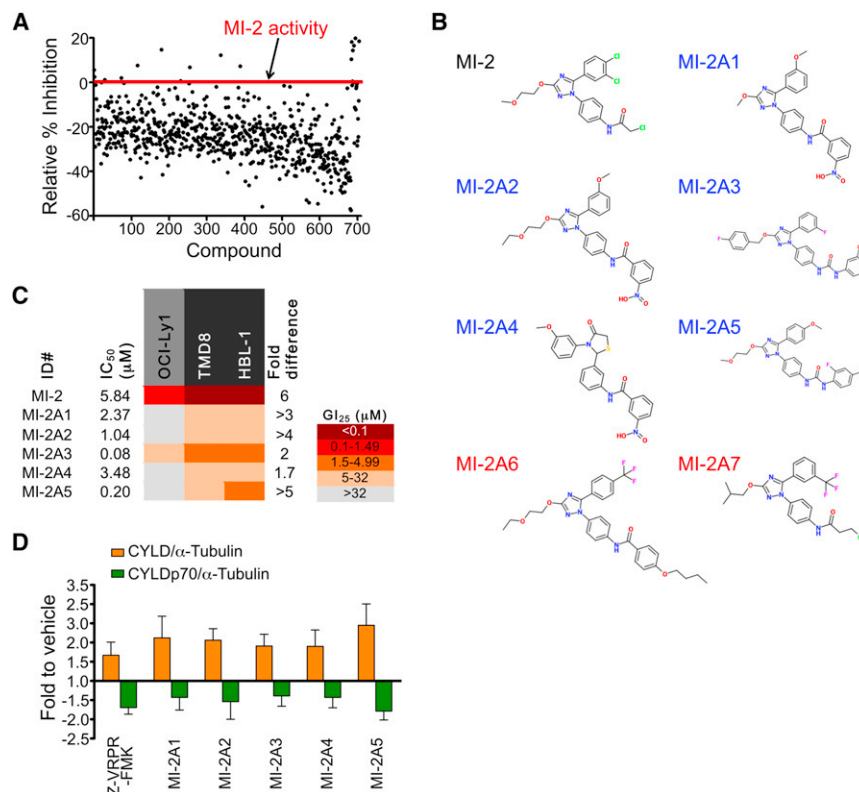 A
MI-2 activity
Relative % Inhibition
20
0
-20
-40
-60
100 200 300 400 500 600 700
Compound
B
MI-2
MI-2A1
MI-2A2
MI-2A3
MI-2A4
MI-2A5
MI-2A6
MI-2A7
C
ID# IC50 (μM) OCI-Ly1 TMD8 HBL-1 Fold difference
MI-2 5.84 6
MI-2A1 2.37 >3
MI-2A2 1.04 >4
MI-2A3 0.08 2
MI-2A4 3.48 1.7
MI-2A5 0.20 >5
GI25 (μM)
<0.1
0.1-1.49
1.5-4.99
5-32
>32
D
CYLD/α-Tubulin
CYLDp70/α-Tubulin
Fold to vehicle
3.5
3.0
2.5
2.0
1.5
1.0
-1.5
-2.0
-2.5
Z-VRPR
-FMK
MI-2A1
MI-2A2
MI-2A3
MI-2A4
MI-2A5